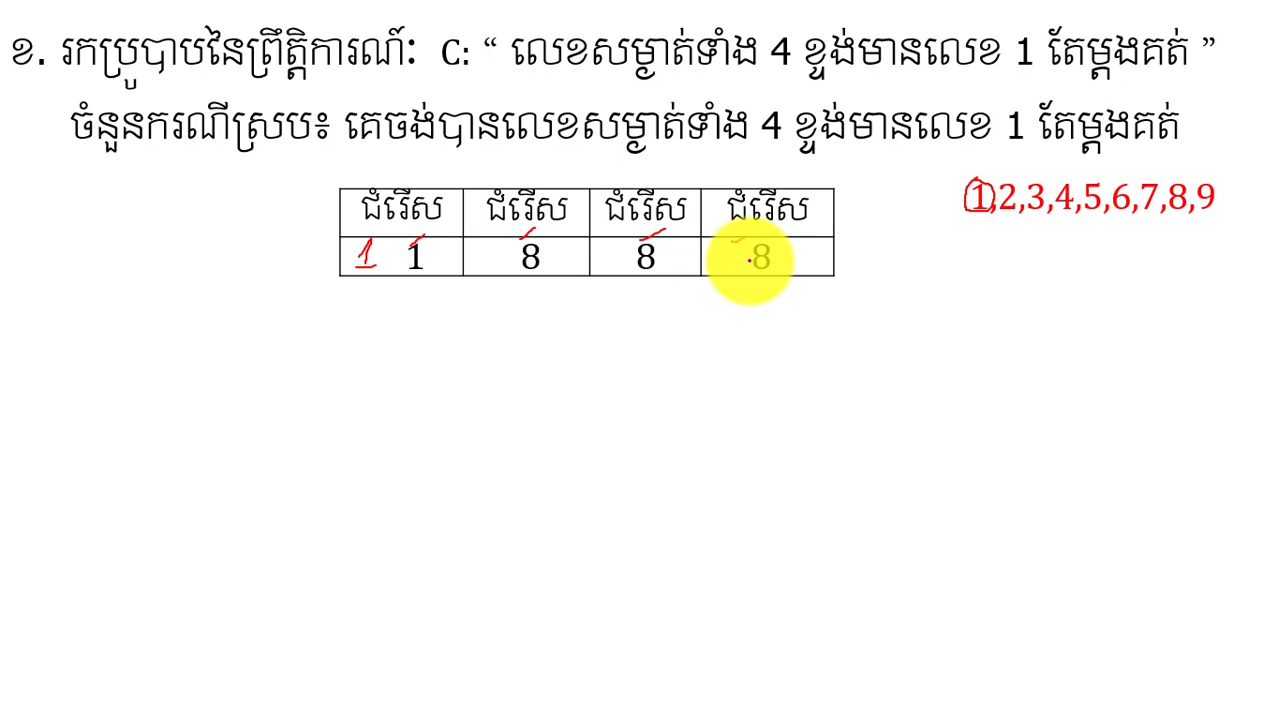 ខ. រកប្រូបាបនៃព្រឹត្តិការណ៍ៈ C: “ លេខសម្ងាត់ទាំង 4 ខ្ទង់មានលេខ 1 តែម្តងគត់ ”
ចំនួនករណីស្រប៖ គេចង់បានលេខសម្ងាត់ទាំង 4 ខ្ទង់មានលេខ 1 តែម្តងគត់
1,2,3,4,5,6,7,8,9
ជំរើស ជំរើស ជំរើស ជំរើស
1 1 8 8 8